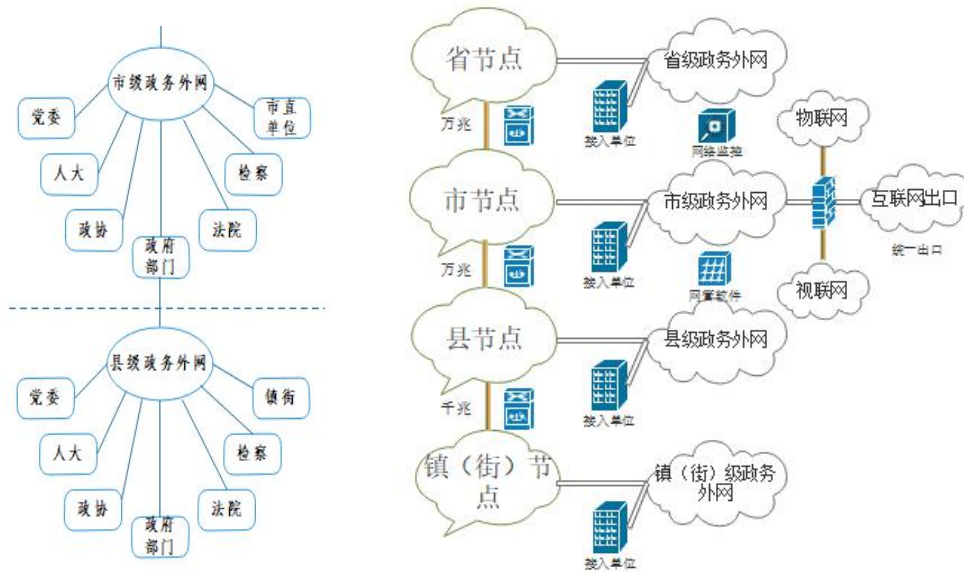 市级政务外网
党委
市直
单位
人大
检察
政协
法院
政府
部门
县级政务外网
党委
镇街
人大
检察
政协
法院
政府
部门
省节点
省级政务外网
万兆
接入单位
网络监控
物联网
市节点
市级政务外网
互联网出口
统一出口
万兆
接入单位
网管软件
视联网
县节点
县级政务外网
千兆
接入单位
镇（街）节
点
镇（街）级政务
外网
接入单位